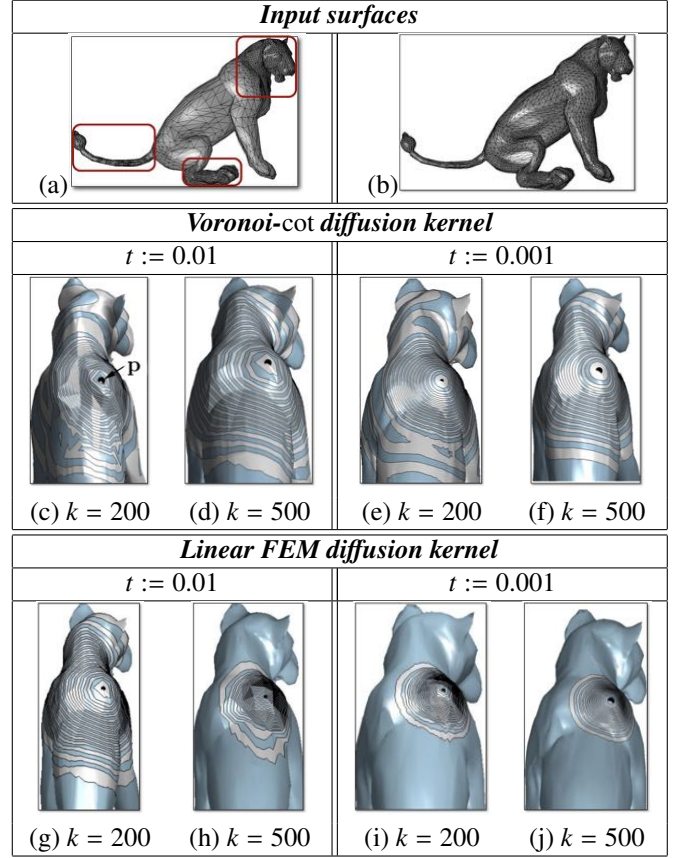 Input surfaces
(a) (b)
Voronoi-cot diffusion kernel
t := 0.01 t := 0.001
p
(c) k = 200 (d) k = 500 (e) k = 200 (f) k = 500
Linear FEM diffusion kernel
t := 0.01 t := 0.001
(g) k = 200 (h) k = 500 (i) k = 200 (j) k = 500